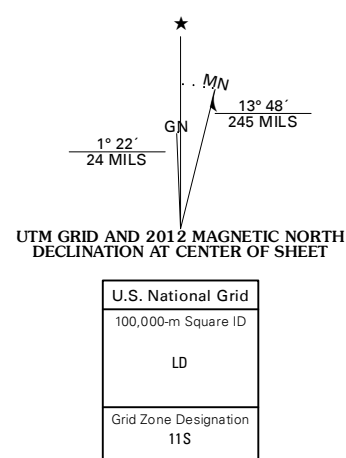 ★
MN
GN
13° 48´
245 MILS
1° 22´
24 MILS
UTM GRID AND 2012 MAGNETIC NORTH
DECLINATION AT CENTER OF SHEET
U.S. National Grid
100,000-m Square ID
LD
Grid Zone Designation
11S